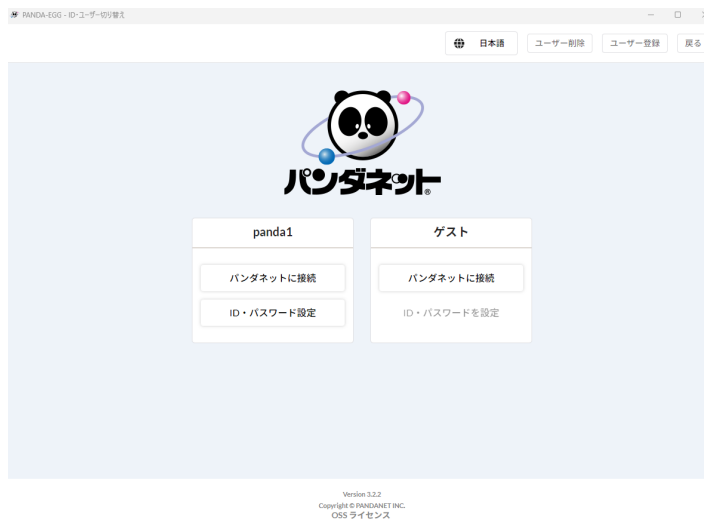 PANDA-EGG - ID・ユーザー切り替え
日本語 ユーザー削除 ユーザー登録 戻る
パンダネット®
panda1 ゲスト
パンダネットに接続 パンダネットに接続
ID・パスワード設定 ID・パスワードを設定
Version 3.2.2
Copyright © PANDANET INC.
OSS ライセンス